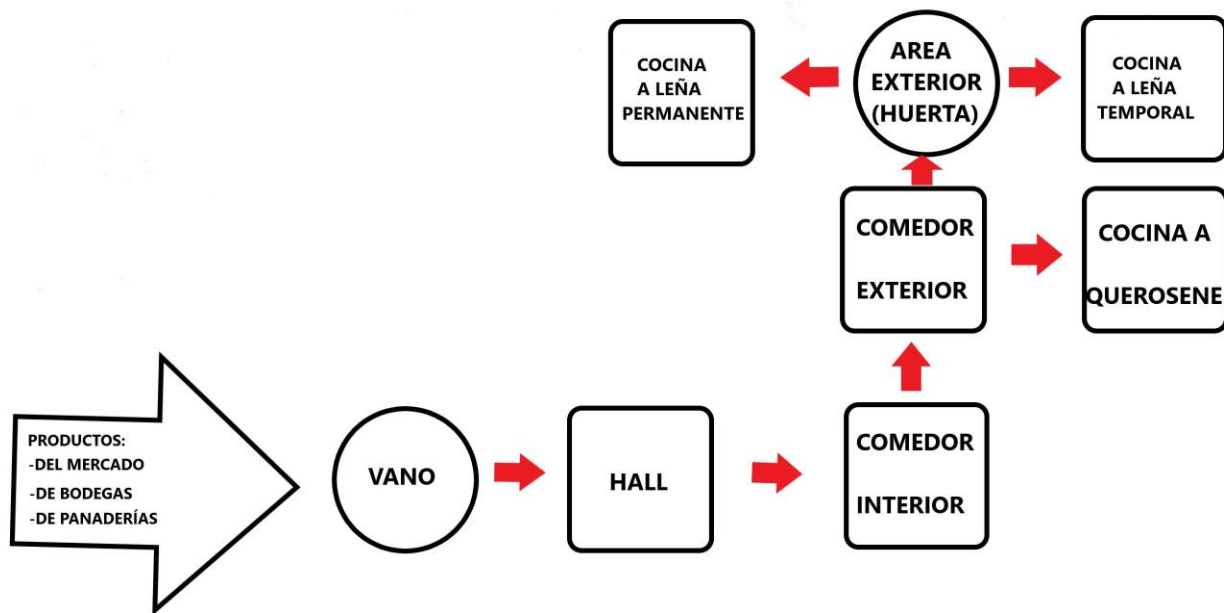 COCINA
A LEÑA
PERMANENTE
AREA
EXTERIOR
(HUERTA)
COCINA
A LEÑA
TEMPORAL
COMEDOR
EXTERIOR
COCINA A
QUEROSENE
PRODUCTOS:
-DEL MERCADO
-DE BODEGAS
-DE PANADERÍAS
VANO
HALL
COMEDOR
INTERIOR